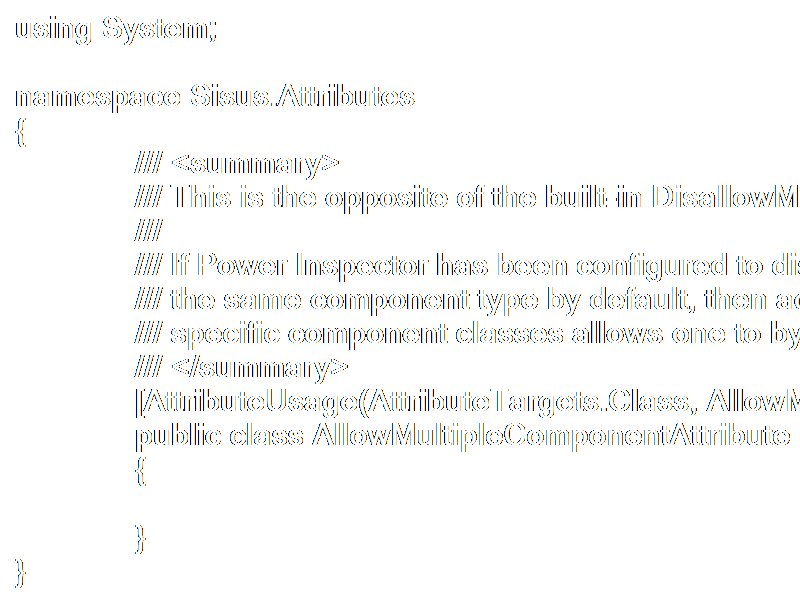 using System;
namespace Sisus.Attributes
{
/// <summary>
/// This is the opposite of the built-in DisallowM
///
/// If Power Inspector has been configured to dis
/// the same component type by default, then ad
/// specific component classes allows one to by
/// </summary>
[AttributeUsage(AttributeTargets.Class, AllowM
public class AllowMultipleComponentAttribute
{
}
}